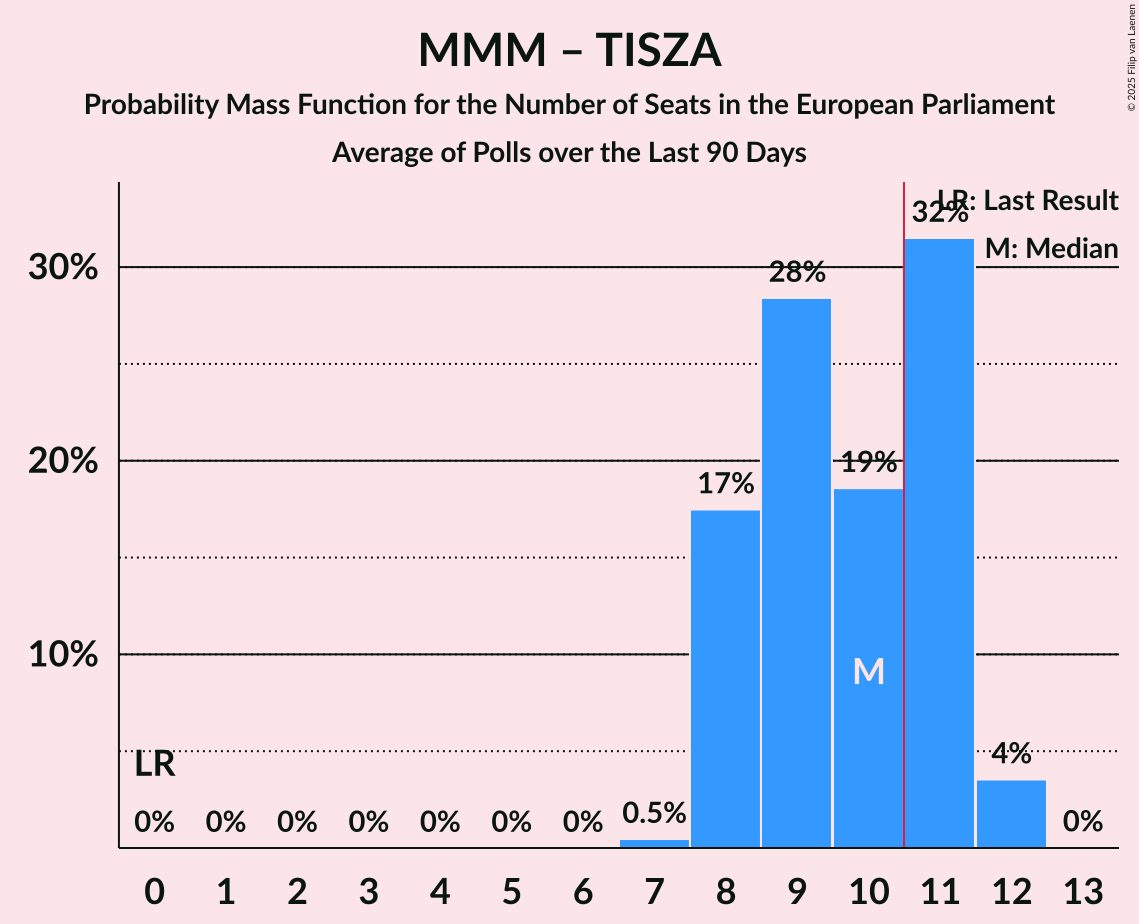 MMM – TISZA
Probability Mass Function for the Number of Seats in the European Parliament
Average of Polls over the Last 90 Days
© 2025 Filip van Laenen
LR: Last Result
M: Median
30%
20%
10%
LR
0% 0% 0% 0% 0% 0% 0% 0.5% 17% 28% 19% 32% 4% 0%
M
0 1 2 3 4 5 6 7 8 9 10 11 12 13